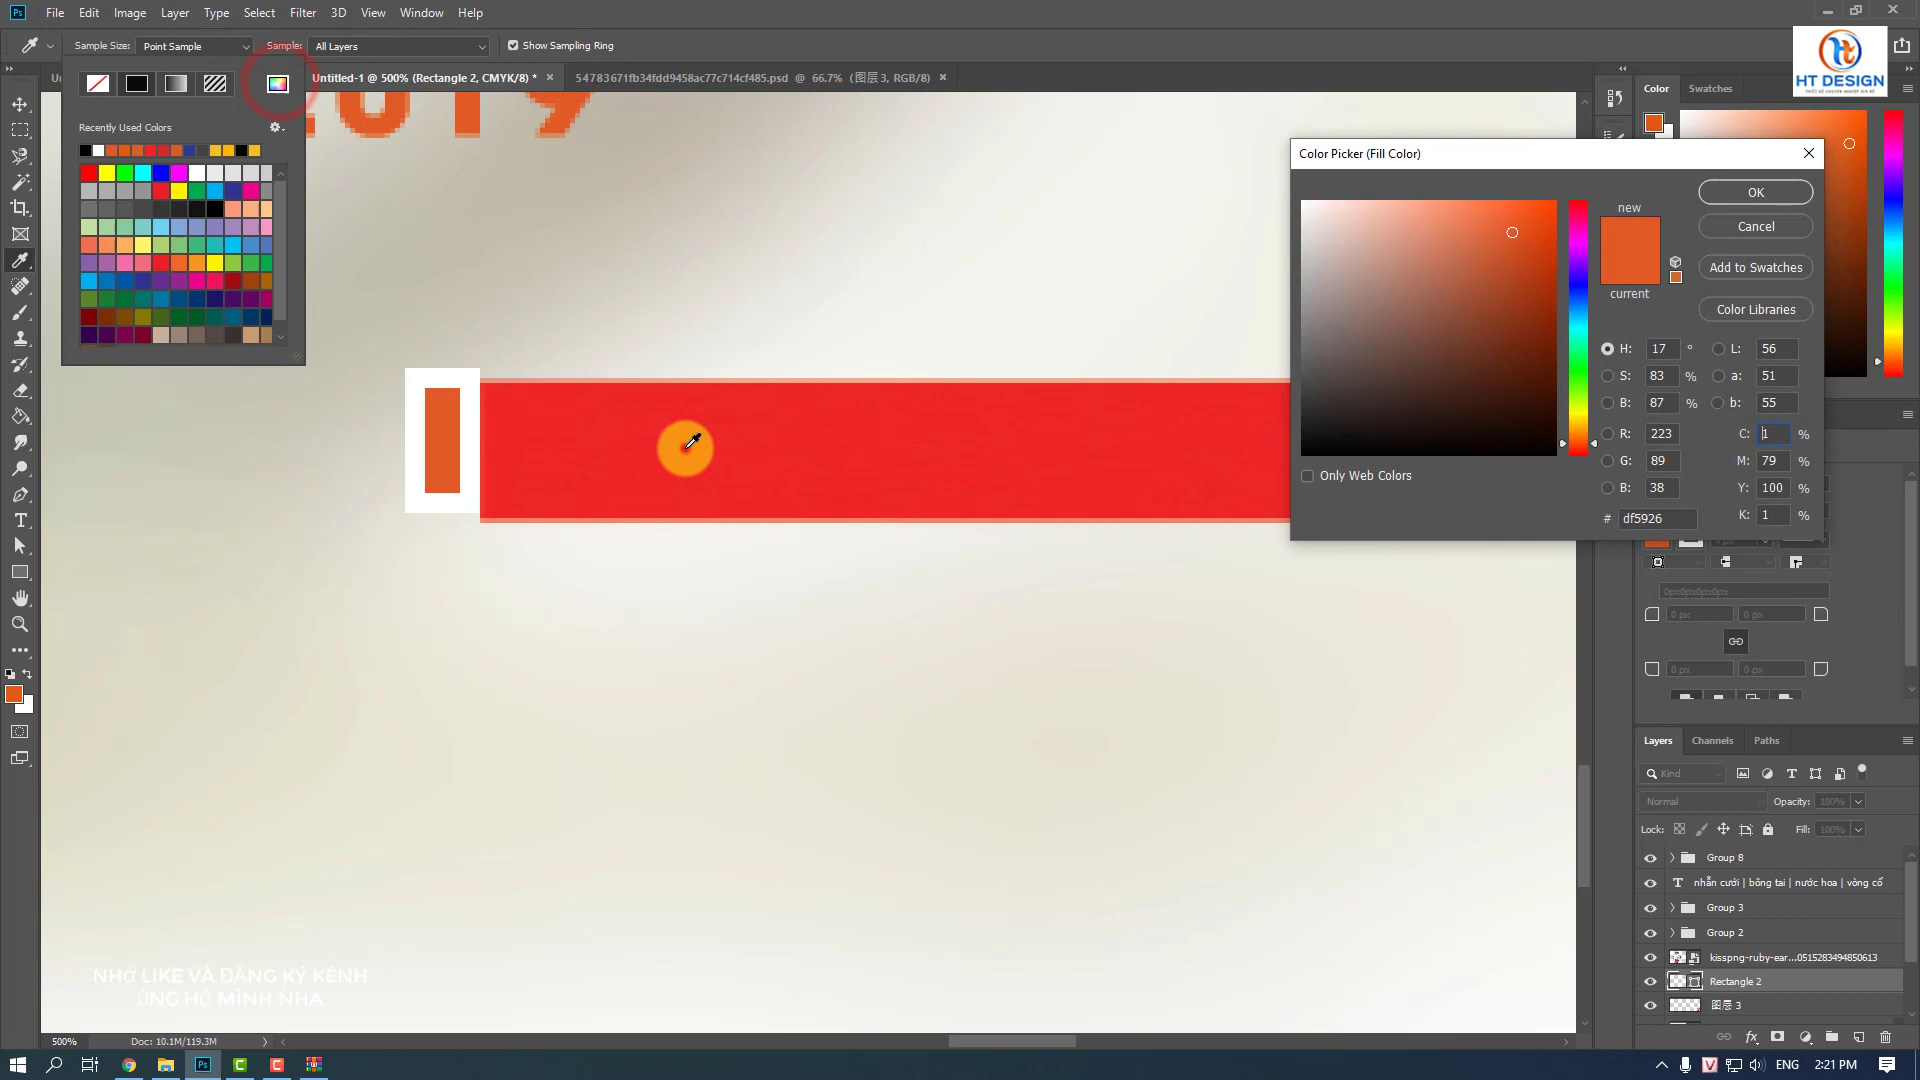 Ps File Edit Image Layer Type Select Filter 3D View Window Help
Sample Size: Point Sample Sample: All Layers Show Sampling Ring
Untitled-1 @ 500% (Rectangle 2, CMYK/8) * × 54783671fb34fdd9458ac77c714cf485.psd @ 66.7% (图层 3, RGB/8) ×
HT DESIGN
Color Swatches
2019
Recently Used Colors
Color Picker (Fill Color)
new
current
OK
Cancel
Add to Swatches
Color Libraries
H: 17 °
S: 83 %
B: 87 %
R: 223
G: 89
B: 38
# df5926
L: 56
a: 51
b: 55
C: 1 %
M: 79 %
Y: 100 %
K: 1 %
Only Web Colors
0px0px0px0px
0 px 0 px
0 px 0 px
Layers Channels Paths
Kind
Normal Opacity: 100%
Lock: Fill: 100%
Group 8
nhẫn cưới | bông tai | nước hoa | vòng cổ
Group 3
Group 2
kisspng-ruby-ear...0515283494850613
Rectangle 2
图层 3
NHỚ LIKE VÀ ĐĂNG KÝ KÊNH
ỦNG HỘ MÌNH NHA
500% Doc: 10.1M/119.3M
ENG 2:21 PM